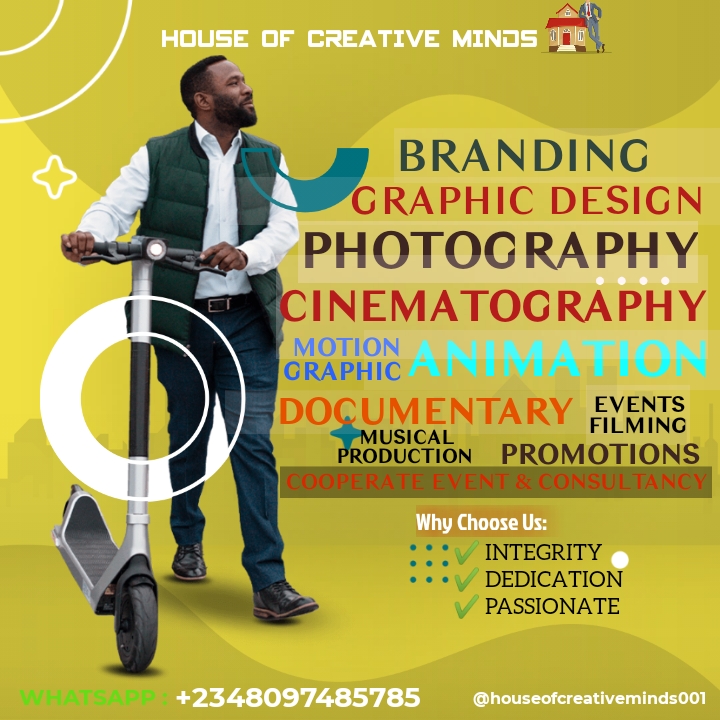 HOUSE OF CREATIVE MINDS
BRANDING
GRAPHIC DESIGN
PHOTOGRAPHY
CINEMATOGRAPHY
MOTION
GRAPHIC
ANIMATION
DOCUMENTARY
EVENTS
FILMING
MUSICAL
PRODUCTION
PROMOTIONS
COOPERATE EVENT & CONSULTANCY
Why Choose Us:
✓ INTEGRITY
✓ DEDICATION
✓ PASSIONATE
WHATSAPP : +2348097485785
@houseofcreativeminds001